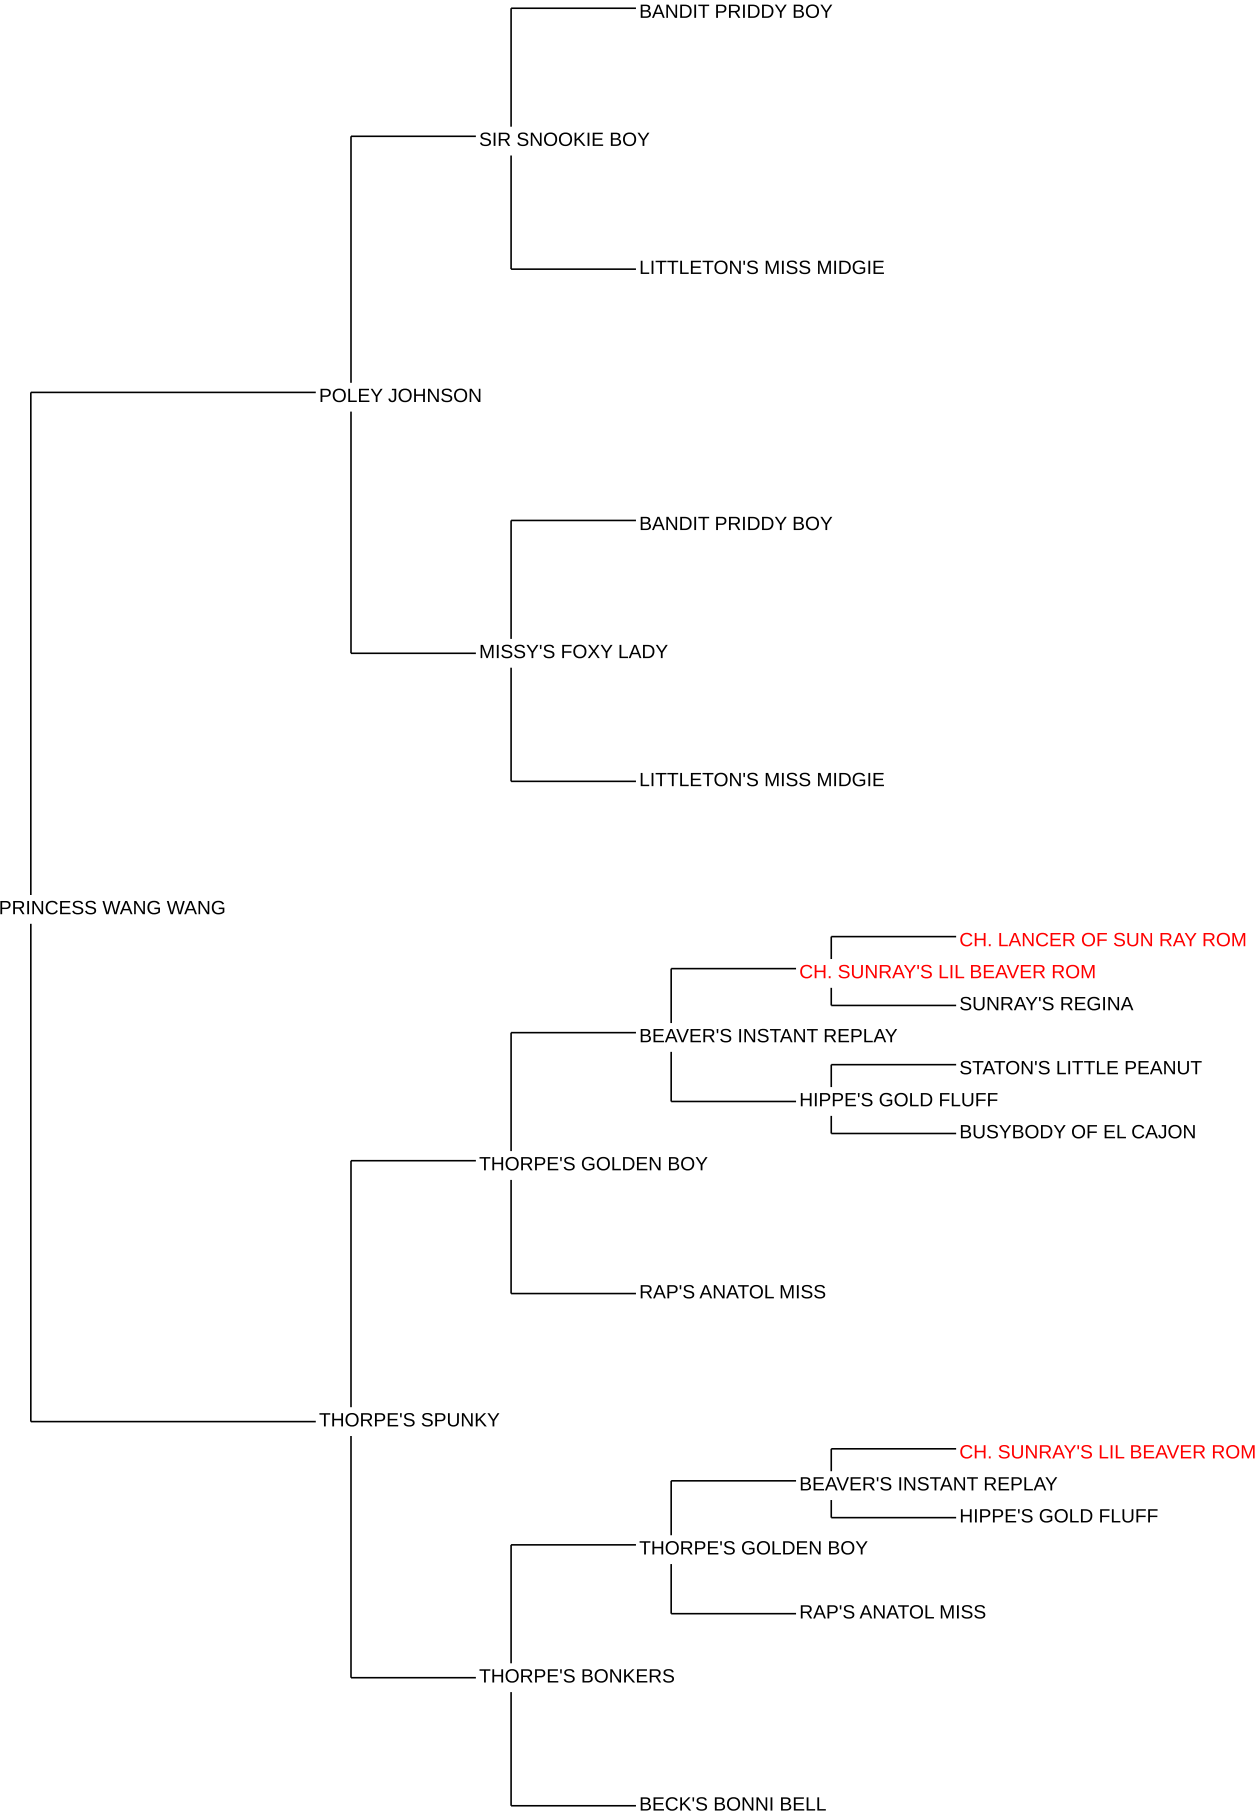 BANDIT PRIDDY BOY
SIR SNOOKIE BOY
LITTLETON'S MISS MIDGIE
POLEY JOHNSON
BANDIT PRIDDY BOY
MISSY'S FOXY LADY
LITTLETON'S MISS MIDGIE
PRINCESS WANG WANG
CH. LANCER OF SUN RAY ROM
CH. SUNRAY'S LIL BEAVER ROM
SUNRAY'S REGINA
BEAVER'S INSTANT REPLAY
STATON'S LITTLE PEANUT
HIPPE'S GOLD FLUFF
BUSYBODY OF EL CAJON
THORPE'S GOLDEN BOY
RAP'S ANATOL MISS
THORPE'S SPUNKY
CH. SUNRAY'S LIL BEAVER ROM
BEAVER'S INSTANT REPLAY
HIPPE'S GOLD FLUFF
THORPE'S GOLDEN BOY
RAP'S ANATOL MISS
THORPE'S BONKERS
BECK'S BONNI BELL